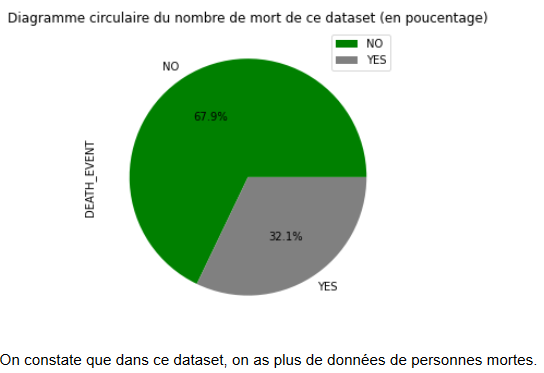 Diagramme circulaire du nombre de mort de ce dataset (en poucentage)
NO
YES
NO
67.9%
DEATH_EVENT
32.1%
YES
On constate que dans ce dataset, on as plus de données de personnes mortes.